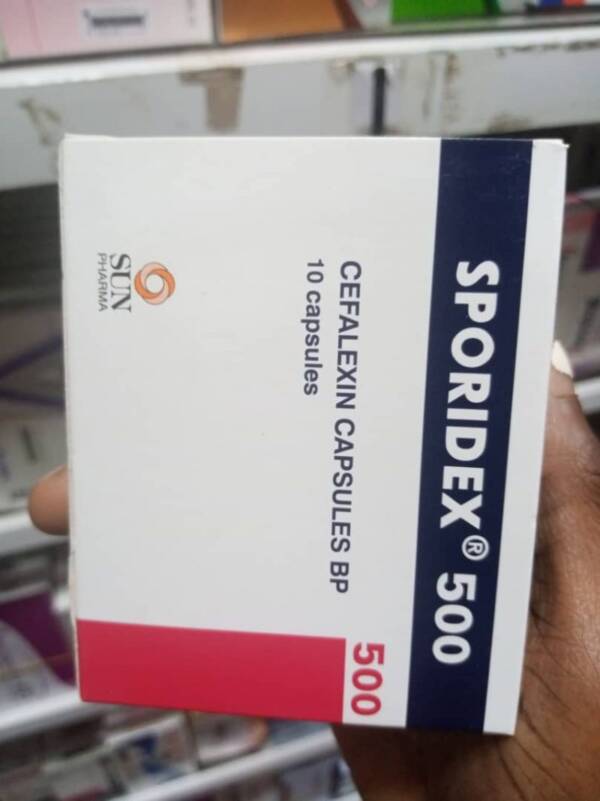 SPORIDEX® 500
CEFALEXIN CAPSULES BP
10 capsules
500
SUN
PHARMA